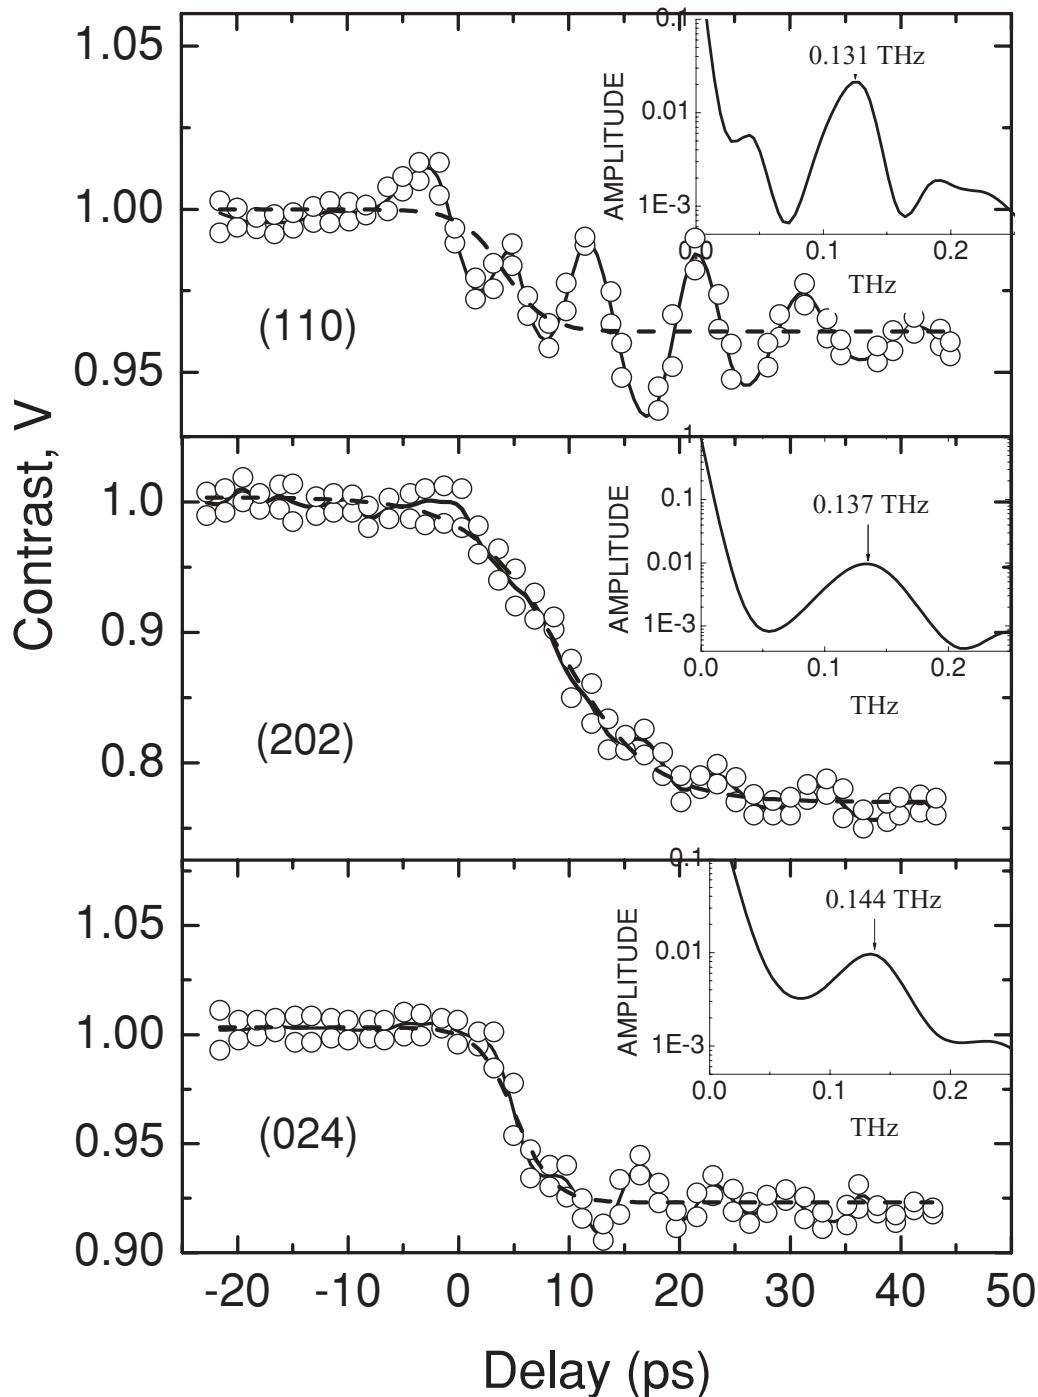 Contrast, V
1.05
1.00
0.95
(110)
AMPLITUDE
0.1
0.01
1E-3
0.131 THz
0.0
0.1
0.2
THz
1.0
0.9
0.8
(202)
AMPLITUDE
1
0.1
0.01
1E-3
0.137 THz
0.0
0.1
0.2
THz
1.05
1.00
0.95
0.90
(024)
AMPLITUDE
0.1
0.01
1E-3
0.144 THz
0.0
0.1
0.2
THz
-20
-10
0
10
20
30
40
50
Delay (ps)